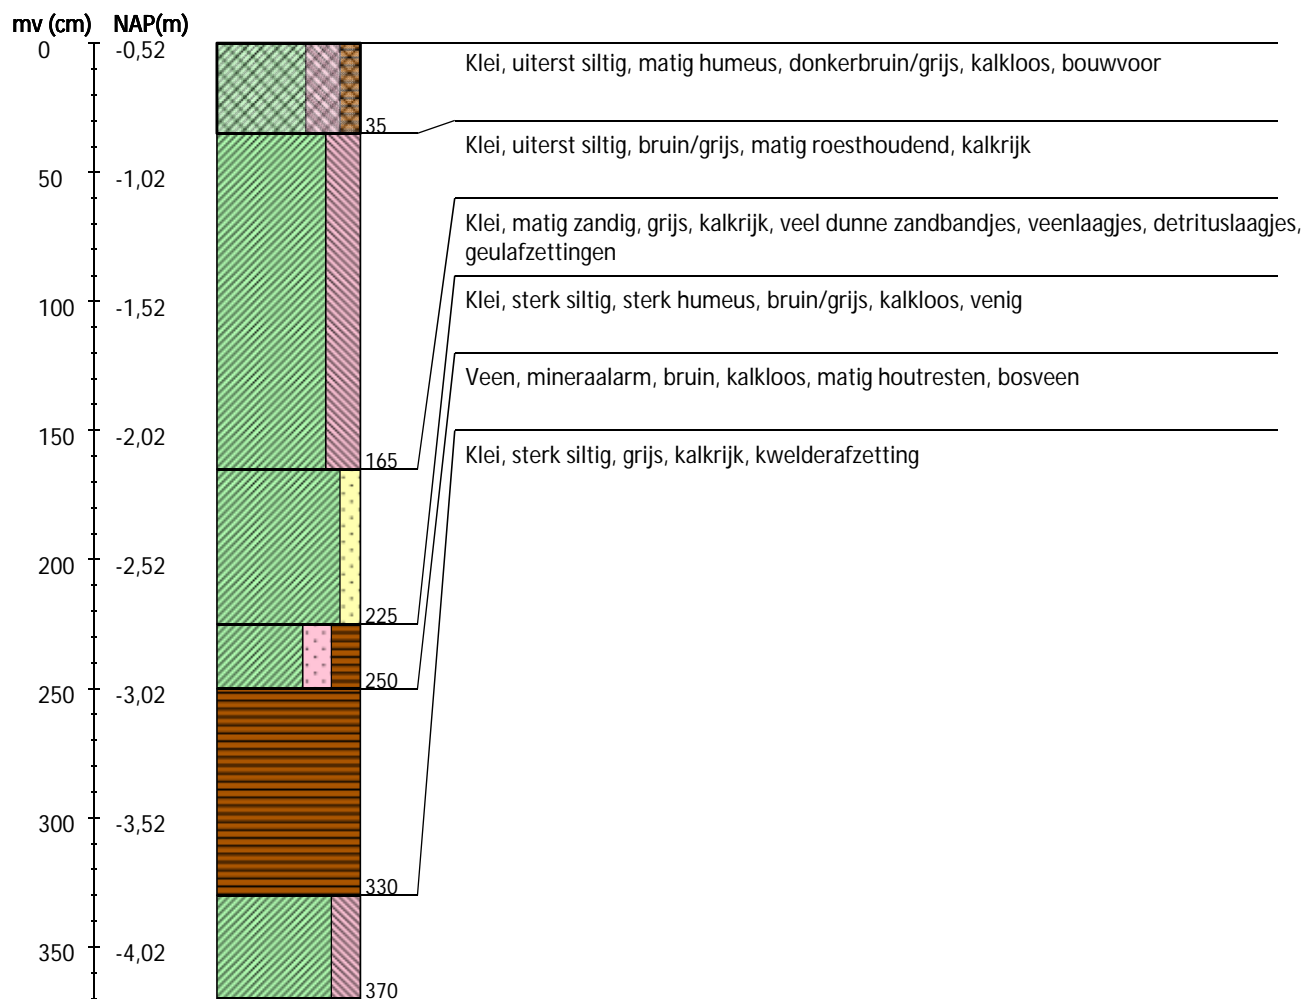 mv (cm) NAP(m)
0 -0,52
Klei, uiterst siltig, matig humeus, donkerbruin/grijs, kalkloos, bouwvoor
35
Klei, uiterst siltig, bruin/grijs, matig roesthoudend, kalkrijk
50 -1,02
Klei, matig zandig, grijs, kalkrijk, veel dunne zandbandjes, veenlaagjes, detrituslaagjes,
geulafzettingen
100 -1,52
Klei, sterk siltig, sterk humeus, bruin/grijs, kalkloos, venig
Veen, mineraalarm, bruin, kalkloos, matig houtresten, bosveen
150 -2,02
165
Klei, sterk siltig, grijs, kalkrijk, kwelderafzetting
200 -2,52
225
250 -3,02
250
300 -3,52
330
350 -4,02
370